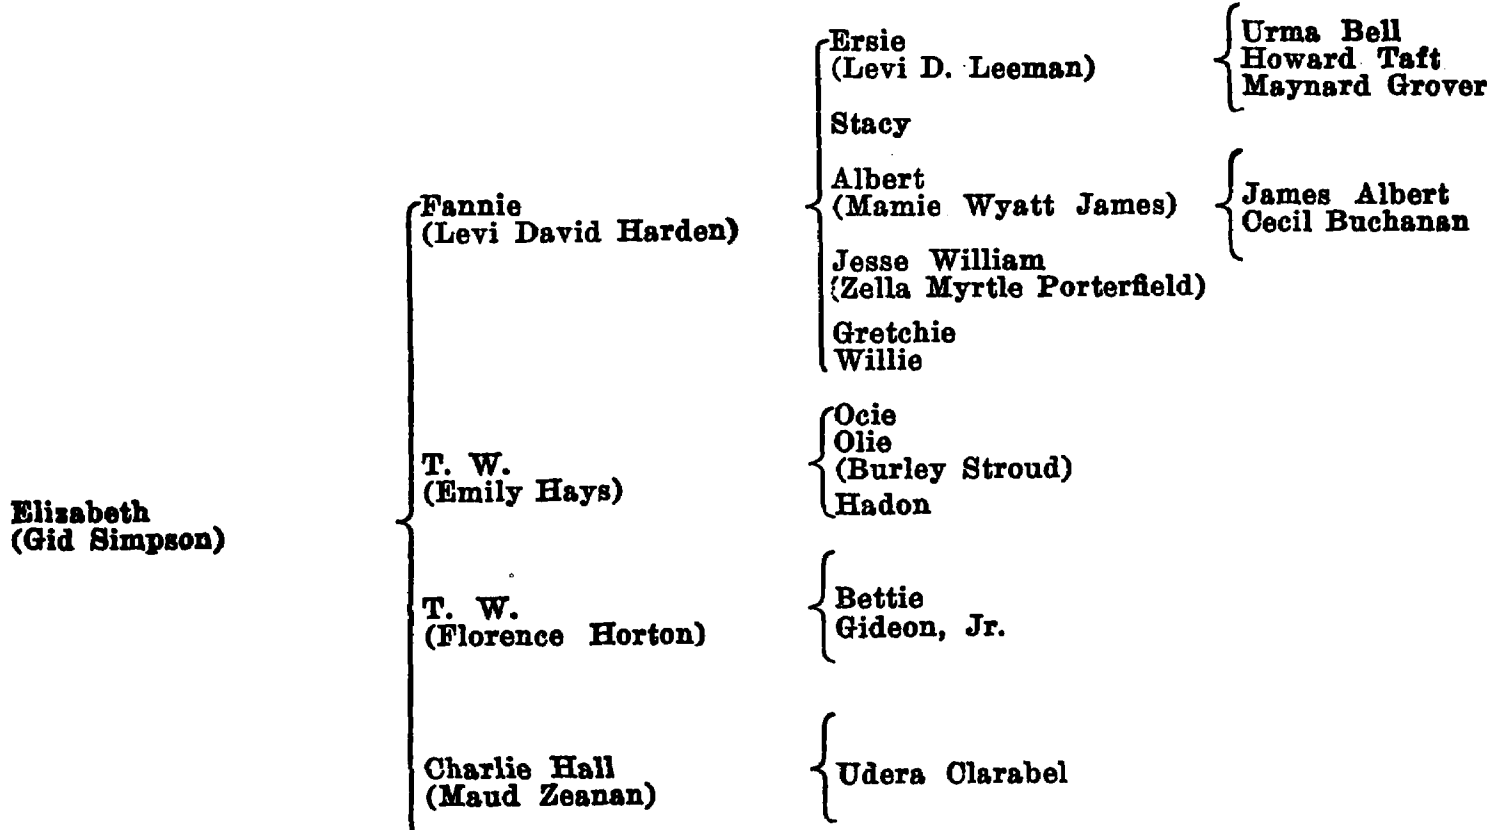 Ersie
(Levi D. Leeman)
Urma Bell
Howard Taft
Maynard Grover
Stacy
Albert
(Mamie Wyatt James)
James Albert
Cecil Buchanan
Fannie
(Levi David Harden)
Jesse William
(Zella Myrtle Porterfield)
Gretchie
Willie
Ocie
Olie
(Burley Stroud)
Hadon
T. W.
(Emily Hays)
Elizabeth
(Gid Simpson)
T. W.
(Florence Horton)
Bettie
Gideon, Jr.
Charlie Hall
(Maud Zeanan)
Udera Clarabel